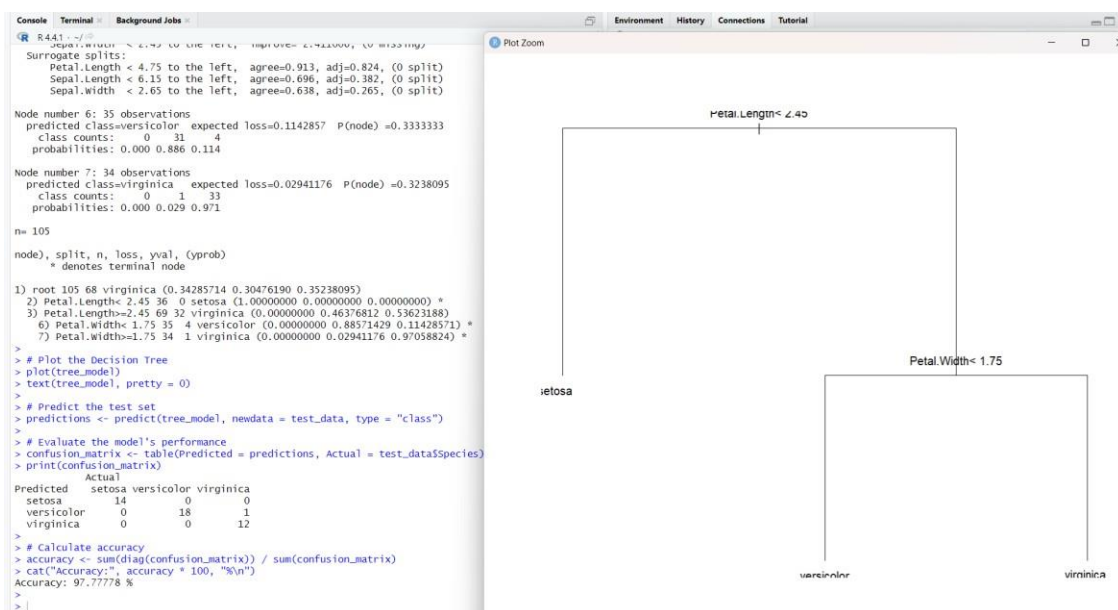 Console Terminal × Background Jobs ×
R 4.4.1 · ~/
Sepal.Width < 2.45 to the left, improve= 2.411000, (0 missing)
Surrogate splits:
Petal.Length < 4.75 to the left, agree=0.913, adj=0.824, (0 split)
Sepal.Length < 6.15 to the left, agree=0.696, adj=0.382, (0 split)
Sepal.Width < 2.65 to the left, agree=0.638, adj=0.265, (0 split)
Node number 6: 35 observations
predicted class=versicolor expected loss=0.1142857 P(node) =0.3333333
class counts: 0 31 4
probabilities: 0.000 0.886 0.114
Node number 7: 34 observations
predicted class=virginica expected loss=0.02941176 P(node) =0.3238095
class counts: 0 1 33
probabilities: 0.000 0.029 0.971
n= 105
node), split, n, loss, yval, (yprob)
* denotes terminal node
1) root 105 68 virginica (0.34285714 0.30476190 0.35238095)
2) Petal.Length< 2.45 36 0 setosa (1.00000000 0.00000000 0.00000000) *
3) Petal.Length>=2.45 69 32 virginica (0.00000000 0.46376812 0.53623188)
6) Petal.Width< 1.75 35 4 versicolor (0.00000000 0.88571429 0.11428571) *
7) Petal.Width>=1.75 34 1 virginica (0.00000000 0.02941176 0.97058824) *
>
> # Plot the Decision Tree
> plot(tree_model)
> text(tree_model, pretty = 0)
>
> # Predict the test set
> predictions <- predict(tree_model, newdata = test_data, type = "class")
>
> # Evaluate the model's performance
> confusion_matrix <- table(Predicted = predictions, Actual = test_data$Species)
> print(confusion_matrix)
Actual
Predicted setosa versicolor virginica
setosa 14 0 0
versicolor 0 18 1
virginica 0 0 12
>
> # Calculate accuracy
> accuracy <- sum(diag(confusion_matrix)) / sum(confusion_matrix)
> cat("Accuracy:", accuracy * 100, "%\n")
Accuracy: 97.77778 %
>
>
Environment History Connections Tutorial
R Plot Zoom
Petal.Length< 2.45
setosa
Petal.Width< 1.75
versicolor
virginica